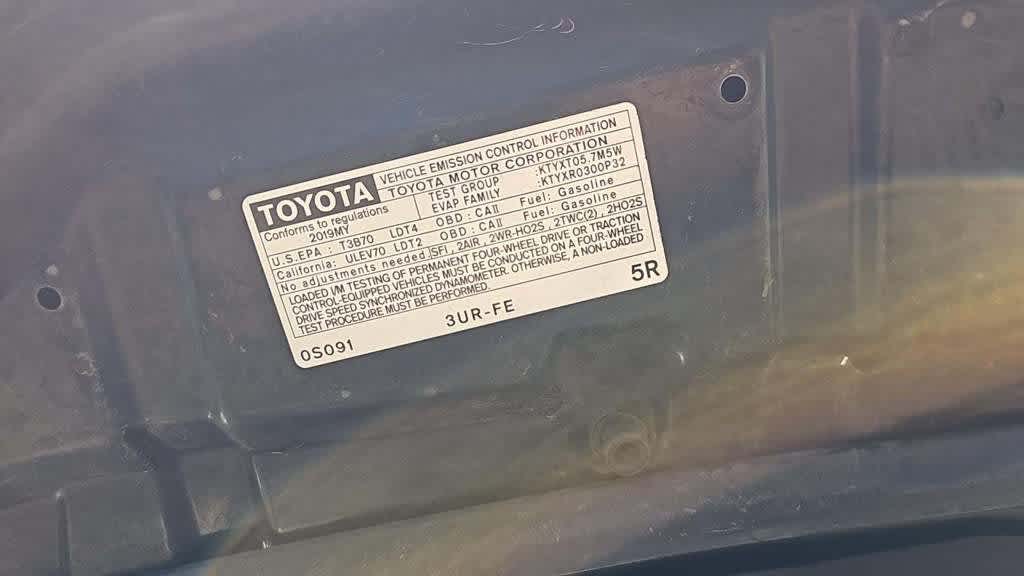 TOYOTA VEHICLE EMISSION CONTROL INFORMATION
TOYOTA MOTOR CORPORATION
Conforms to regulations
2019MY
TEST GROUP :KTYXT05.7M5W
EVAP FAMILY :KTYXR0300P32
U.S.EPA : T3B70 LDT4 OBD : CAII Fuel: Gasoline
California: ULEV70 LDT2 OBD : CAII Fuel: Gasoline
No adjustments needed. SFI, 2AIR, 2WR-HO2S, 2TWC(2), 2HO2S
LOADED I/M TESTING OF PERMANENT FOUR-WHEEL DRIVE OR TRACTION
CONTROL-EQUIPPED VEHICLES MUST BE CONDUCTED ON A FOUR-WHEEL
DRIVE SPEED SYNCHRONIZED DYNAMOMETER. OTHERWISE, A NON-LOADED
TEST PROCEDURE MUST BE PERFORMED.
0S091 3UR-FE 5R